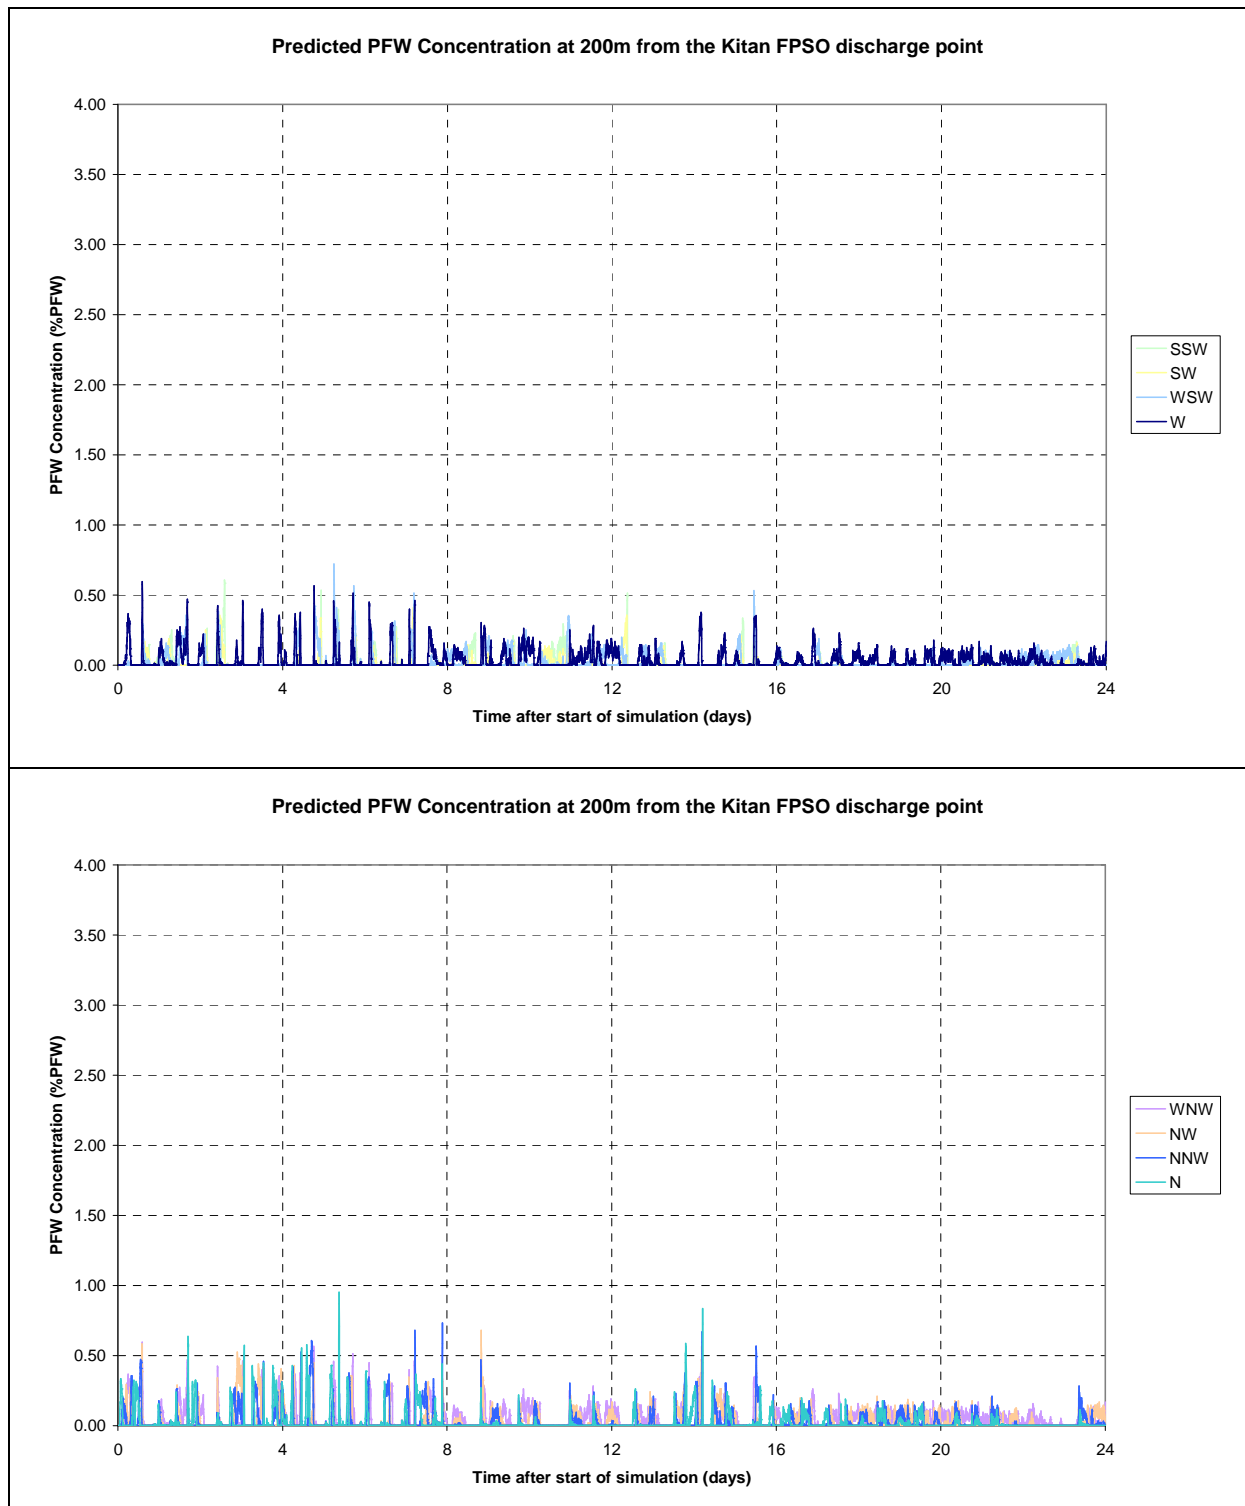 Predicted PFW Concentration at 200m from the Kitan FPSO discharge point
4.00
3.50
3.00
2.50
2.00
1.50
1.00
0.50
0.00
PFW Concentration (%PFW)
0 4 8 12 16 20 24
Time after start of simulation (days)
SSW
SW
WSW
W
Predicted PFW Concentration at 200m from the Kitan FPSO discharge point
4.00
3.50
3.00
2.50
2.00
1.50
1.00
0.50
0.00
PFW Concentration (%PFW)
0 4 8 12 16 20 24
Time after start of simulation (days)
WNW
NW
NNW
N